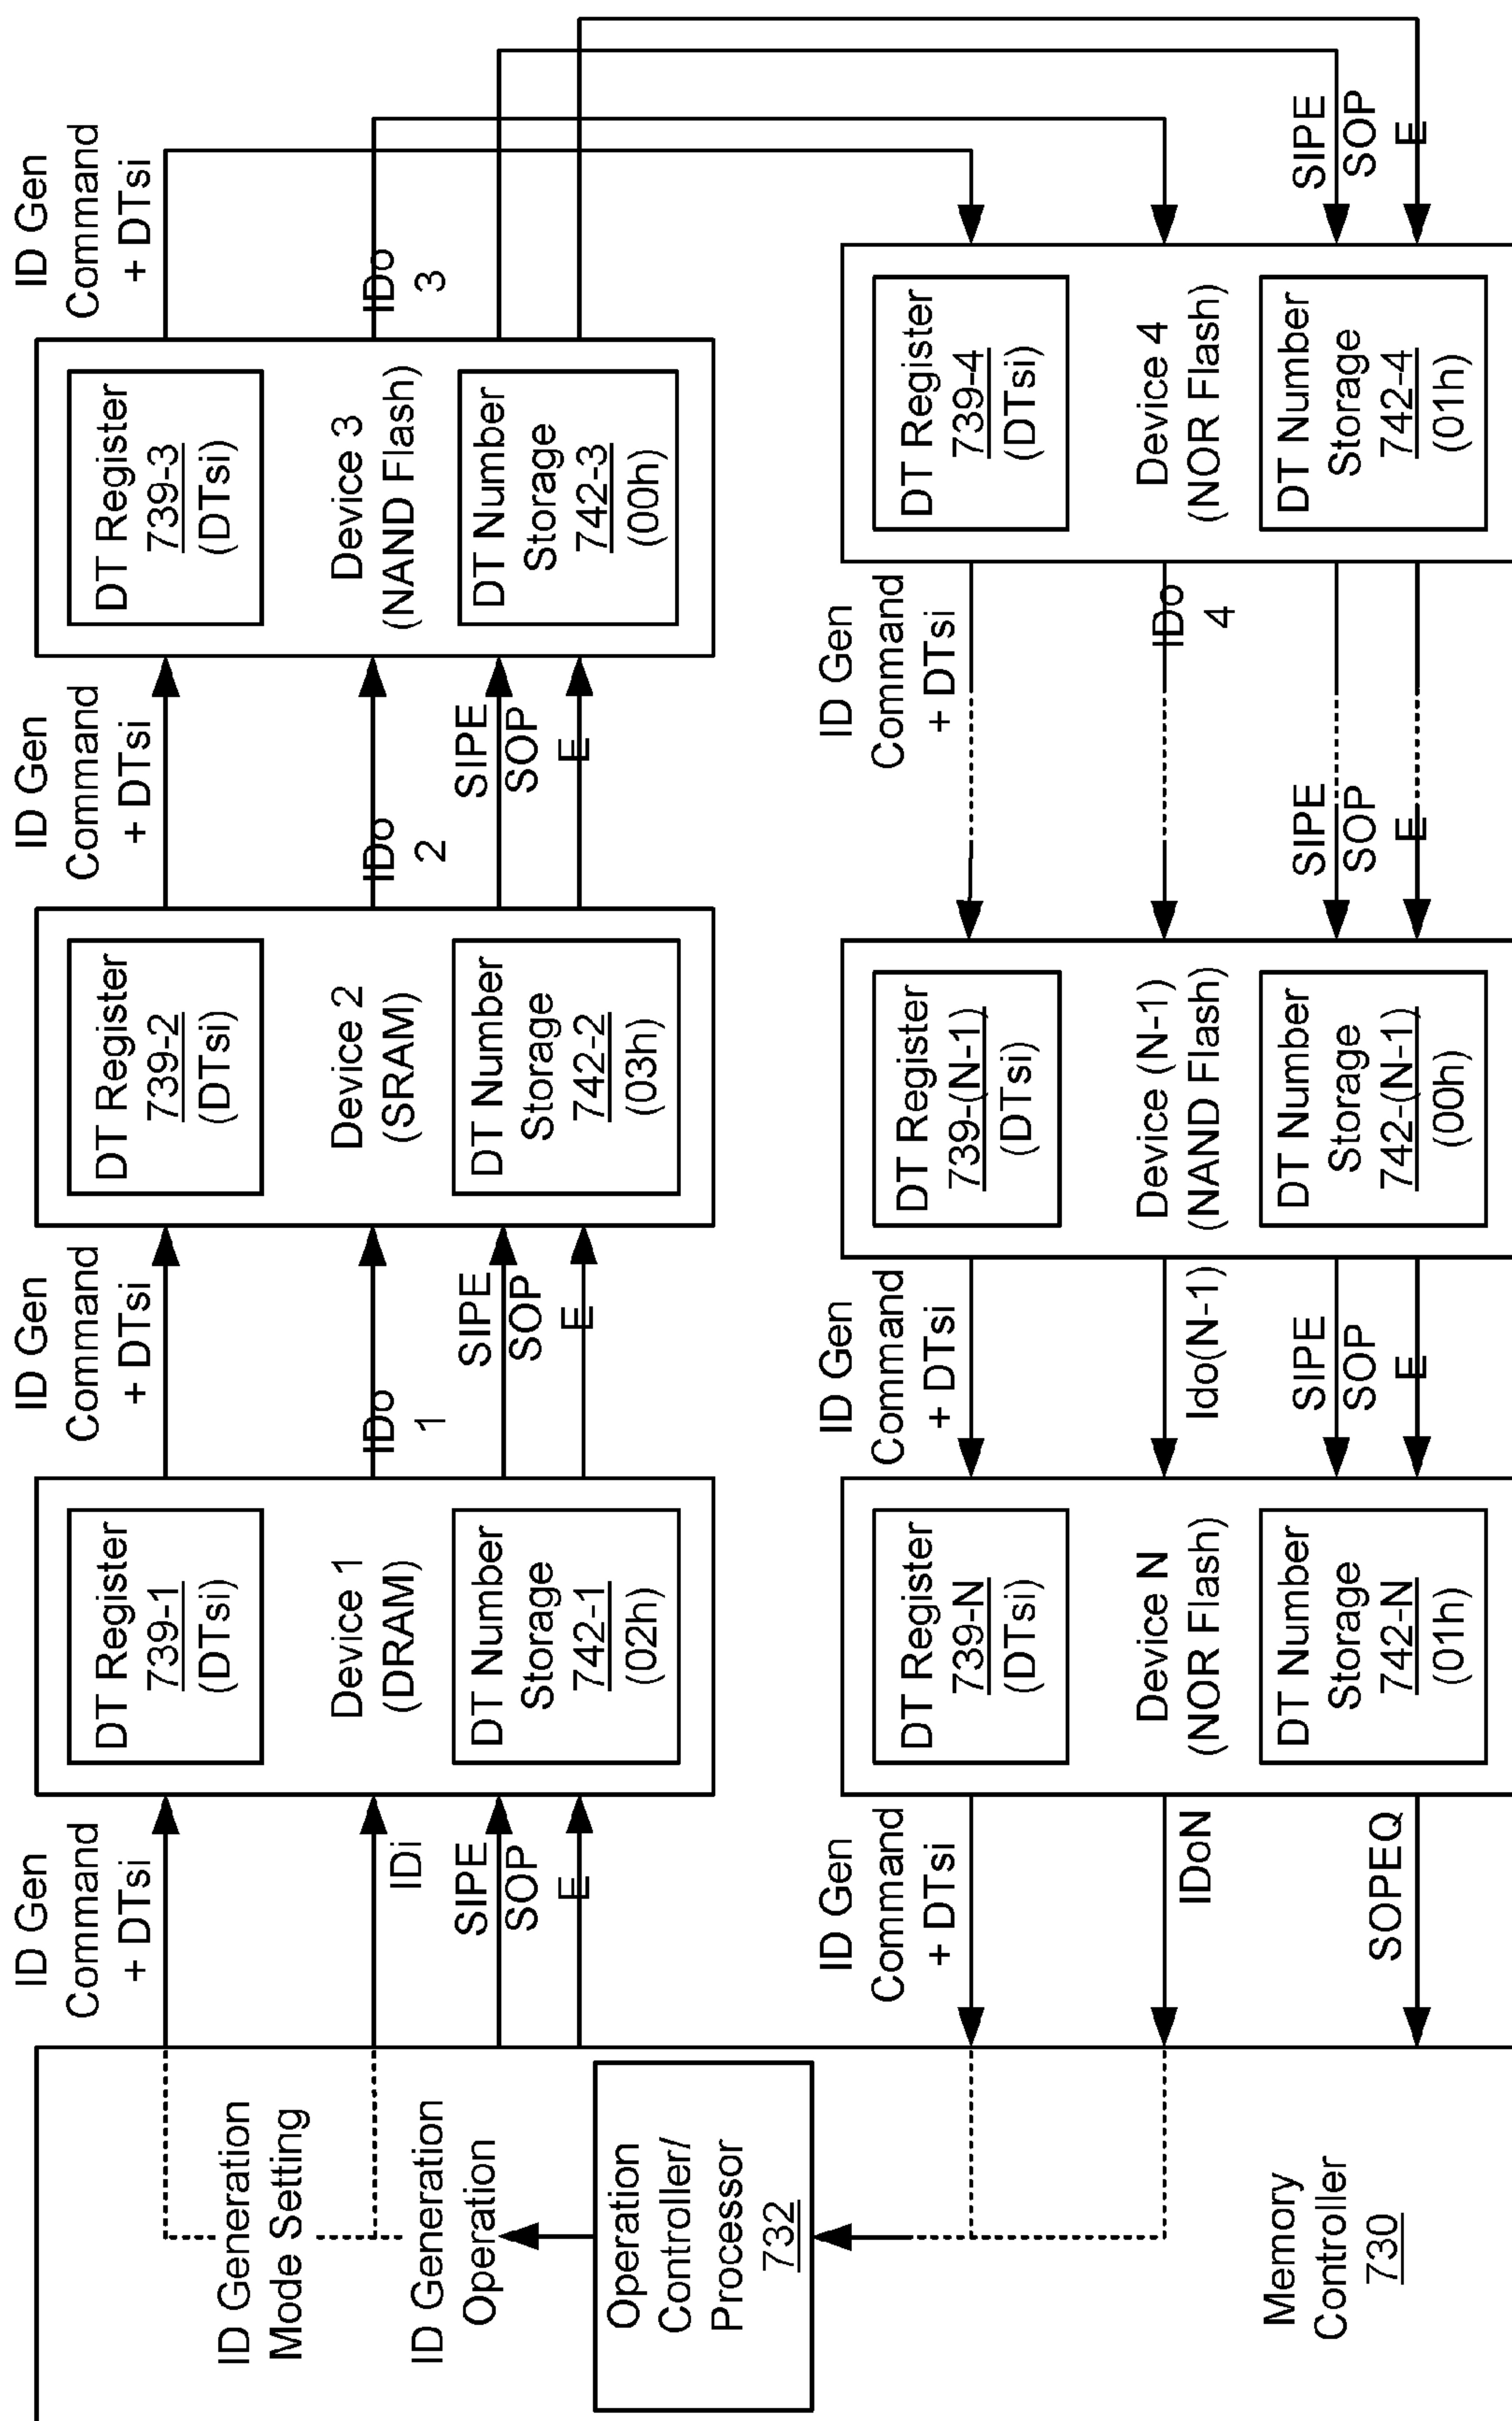 ID Generation
Mode Setting
ID Generation
Operation
Operation
Controller/
Processor
732
Memory
Controller
730
ID Gen
Command
+ DTsi
IDi
SIPE
SOP
E
DT Register
739-1
(DTsi)
Device 1
(DRAM)
DT Number
Storage
742-1
(02h)
ID Gen
Command
+ DTsi
IDo
1
SIPE
SOP
E
DT Register
739-2
(DTsi)
Device 2
(SRAM)
DT Number
Storage
742-2
(03h)
ID Gen
Command
+ DTsi
IDo
2
SIPE
SOP
E
DT Register
739-3
(DTsi)
Device 3
(NAND Flash)
DT Number
Storage
742-3
(00h)
ID Gen
Command
+ DTsi
IDo
3
SIPE
SOP
E
DT Register
739-4
(DTsi)
Device 4
(NOR Flash)
DT Number
Storage
742-4
(01h)
ID Gen
Command
+ DTsi
IDo
4
SIPE
SOP
E
DT Register
739-(N-1)
(DTsi)
Device (N-1)
(NAND Flash)
DT Number
Storage
742-(N-1)
(00h)
ID Gen
Command
+ DTsi
Ido(N-1)
SIPE
SOP
E
DT Register
739-N
(DTsi)
Device N
(NOR Flash)
DT Number
Storage
742-N
(01h)
ID Gen
Command
+ DTsi
IDoN
SOPEQ